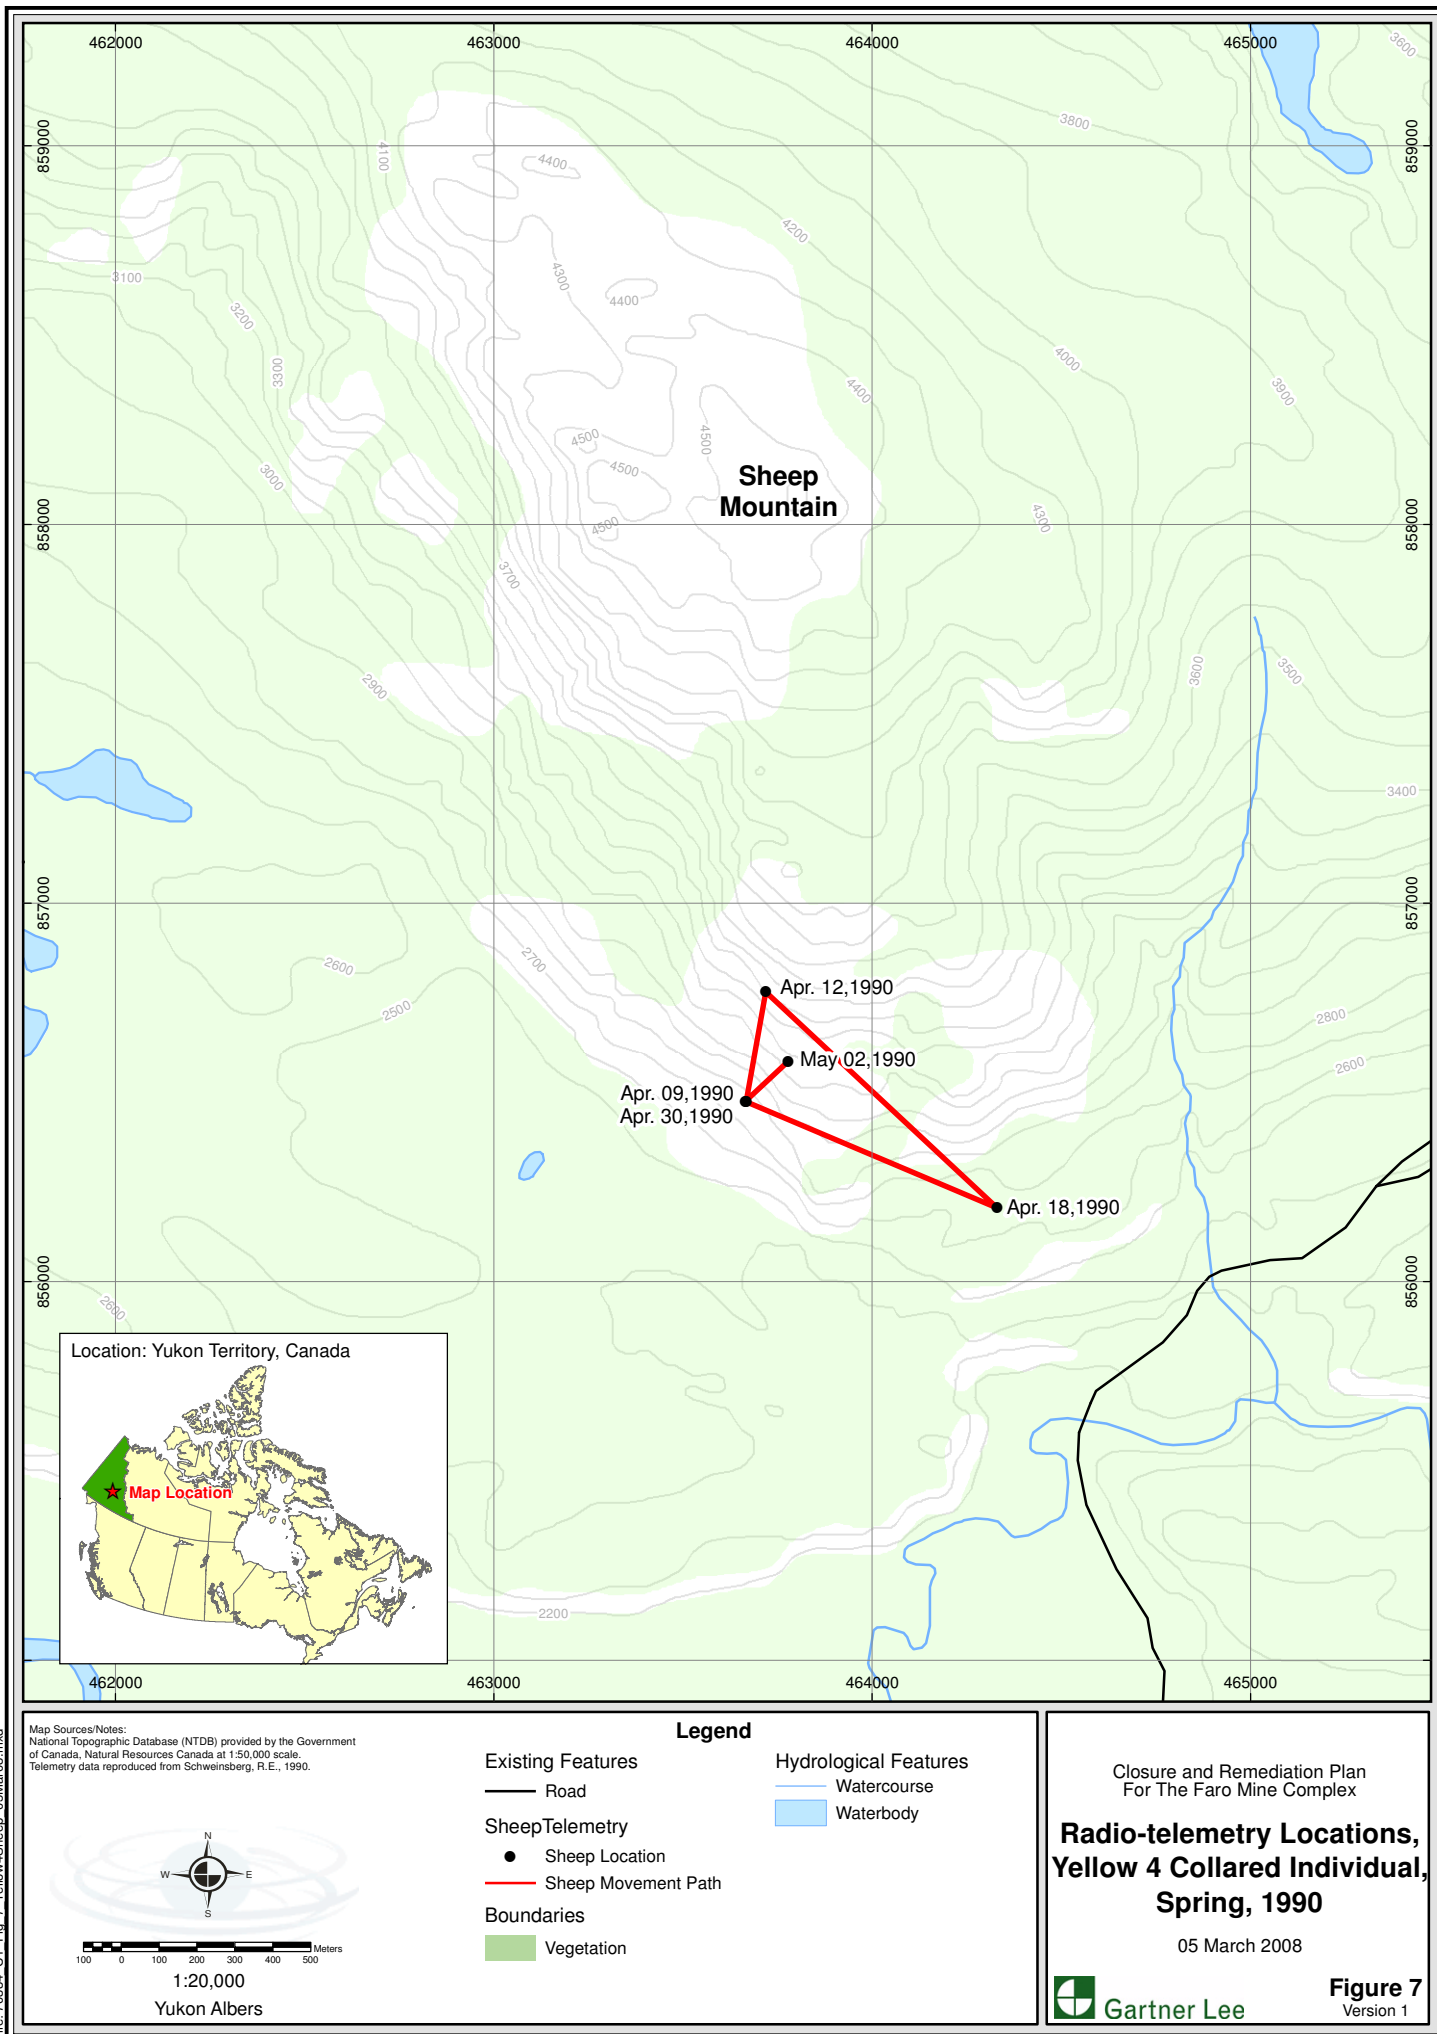 462000
463000
464000
465000
3600
3800
859000
859000
4100
4400
4200
3100
4300
4400
3200
3300
4000
3900
4400
4500
4500
4500
Sheep
Mountain
3000
4500
4300
858000
858000
3700
3600
3500
2900
3400
857000
857000
2700
2600
2500
Apr. 12,1990
2800
May 02,1990
2600
Apr. 09,1990
Apr. 30,1990
Apr. 18,1990
856000
856000
2600
Location: Yukon Territory, Canada
Map Location
2200
462000
463000
464000
465000
Map Sources/Notes:
National Topographic Database (NTDB) provided by the Government
of Canada, Natural Resources Canada at 1:50,000 scale.
Telemetry data reproduced from Schweinsberg, R.E., 1990.
N
W
E
S
100 0 100 200 300 400 500 Meters
1:20,000
Yukon Albers
Legend
Existing Features
Road
SheepTelemetry
Sheep Location
Sheep Movement Path
Boundaries
Vegetation
Hydrological Features
Watercourse
Waterbody
Closure and Remediation Plan
For The Faro Mine Complex
Radio-telemetry Locations,
Yellow 4 Collared Individual,
Spring, 1990
05 March 2008
Gartner Lee
Figure 7
Version 1